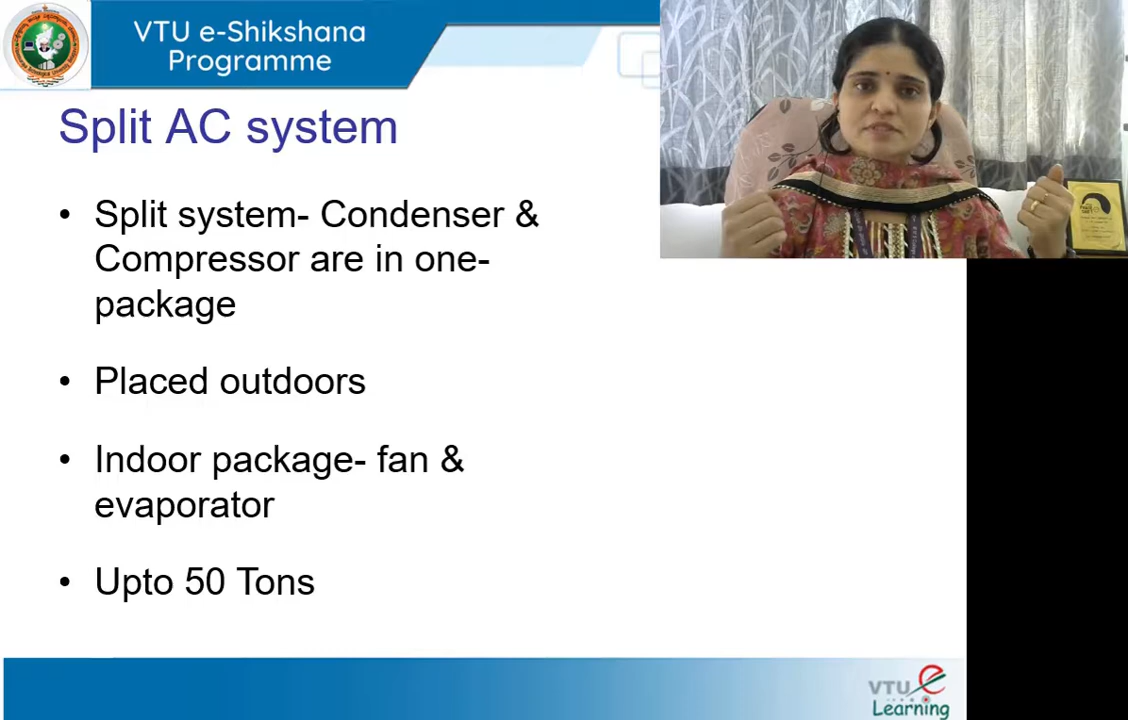 VTU e-Shikshana
Programme
Split AC system
• Split system- Condenser &
Compressor are in one-
package
• Placed outdoors
• Indoor package- fan &
evaporator
• Upto 50 Tons
VTU e
Learning